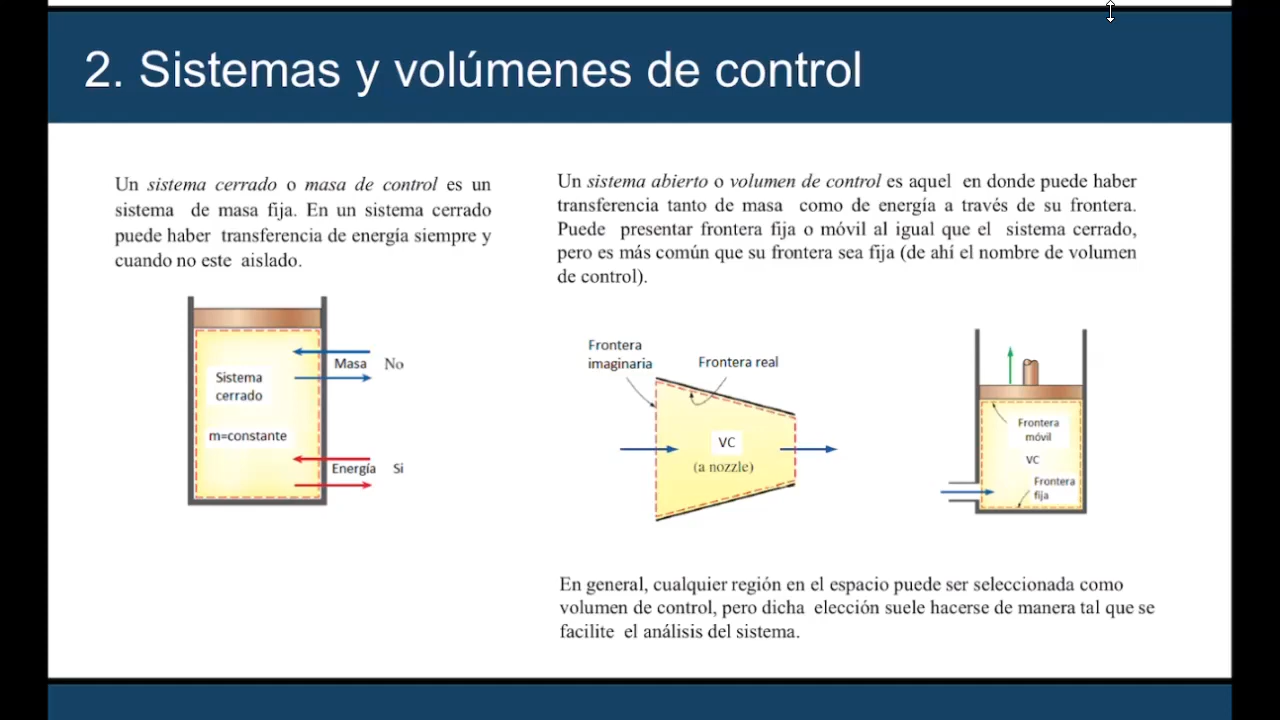 2. Sistemas y volúmenes de control
Un sistema cerrado o masa de control es un
sistema de masa fija. En un sistema cerrado
puede haber transferencia de energía siempre y
cuando no este aislado.
Sistema
cerrado
m=constante
Masa No
Energía Si
Un sistema abierto o volumen de control es aquel en donde puede haber
transferencia tanto de masa como de energía a través de su frontera.
Puede presentar frontera fija o móvil al igual que el sistema cerrado,
pero es más común que su frontera sea fija (de ahí el nombre de volumen
de control).
Frontera
imaginaria
Frontera real
VC
(a nozzle)
Frontera
móvil
VC
Frontera
fija
En general, cualquier región en el espacio puede ser seleccionada como
volumen de control, pero dicha elección suele hacerse de manera tal que se
facilite el análisis del sistema.